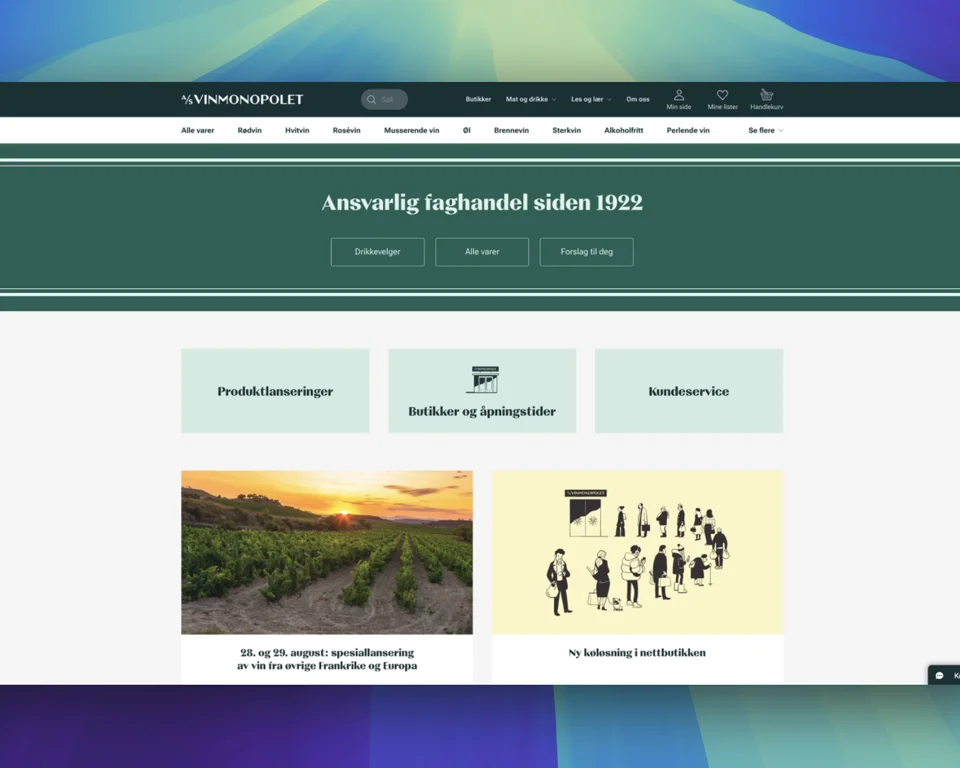 A/S VINMONOPOLET
Søk
Butikker
Mat og drikke
Les og lær
Om oss
Min side
Mine lister
Handlekurv
Alle varer
Rødvin
Hvitvin
Rosévin
Musserende vin
Øl
Brennevin
Sterkvin
Alkoholfritt
Perlende vin
Se flere
Ansvarlig faghandel siden 1922
Drikkevelger
Alle varer
Forslag til deg
Produktlanseringer
Butikker og åpningstider
Kundeservice
A/S VINMONOPOLET
28. og 29. august: spesiallansering
av vin fra øvrige Frankrike og Europa
Ny køløsning i nettbutikken